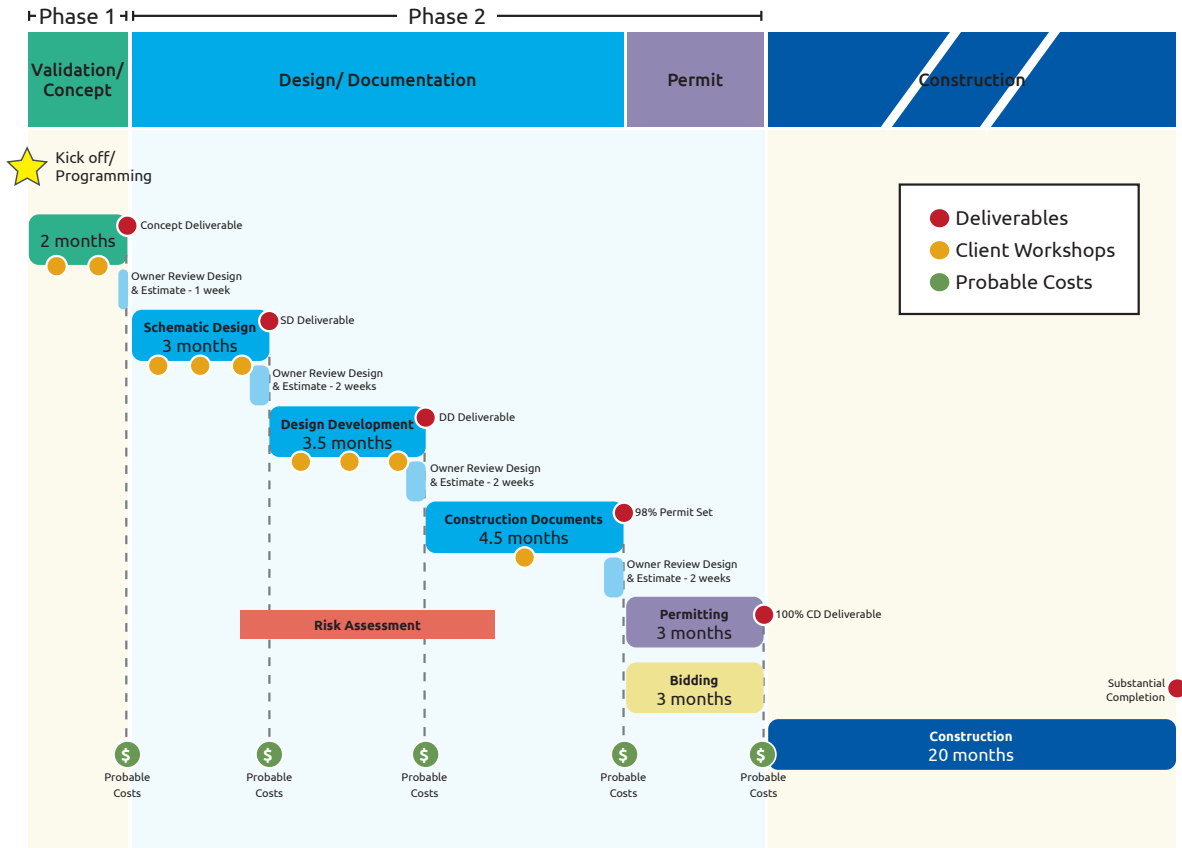 Phase 1
Phase 2
Validation/
Concept
Design/ Documentation
Permit
Construction
Kick off/
Programming
2 months
Concept Deliverable
Owner Review Design
& Estimate - 1 week
Deliverables
Client Workshops
Probable Costs
Schematic Design
3 months
SD Deliverable
Owner Review Design
& Estimate - 2 weeks
Design Development
3.5 months
DD Deliverable
Owner Review Design
& Estimate - 2 weeks
Construction Documents
4.5 months
98% Permit Set
Owner Review Design
& Estimate - 2 weeks
Risk Assessment
Permitting
3 months
100% CD Deliverable
Bidding
3 months
Substantial
Completion
Construction
20 months
$
Probable
Costs
$
Probable
Costs
$
Probable
Costs
$
Probable
Costs
$
Probable
Costs